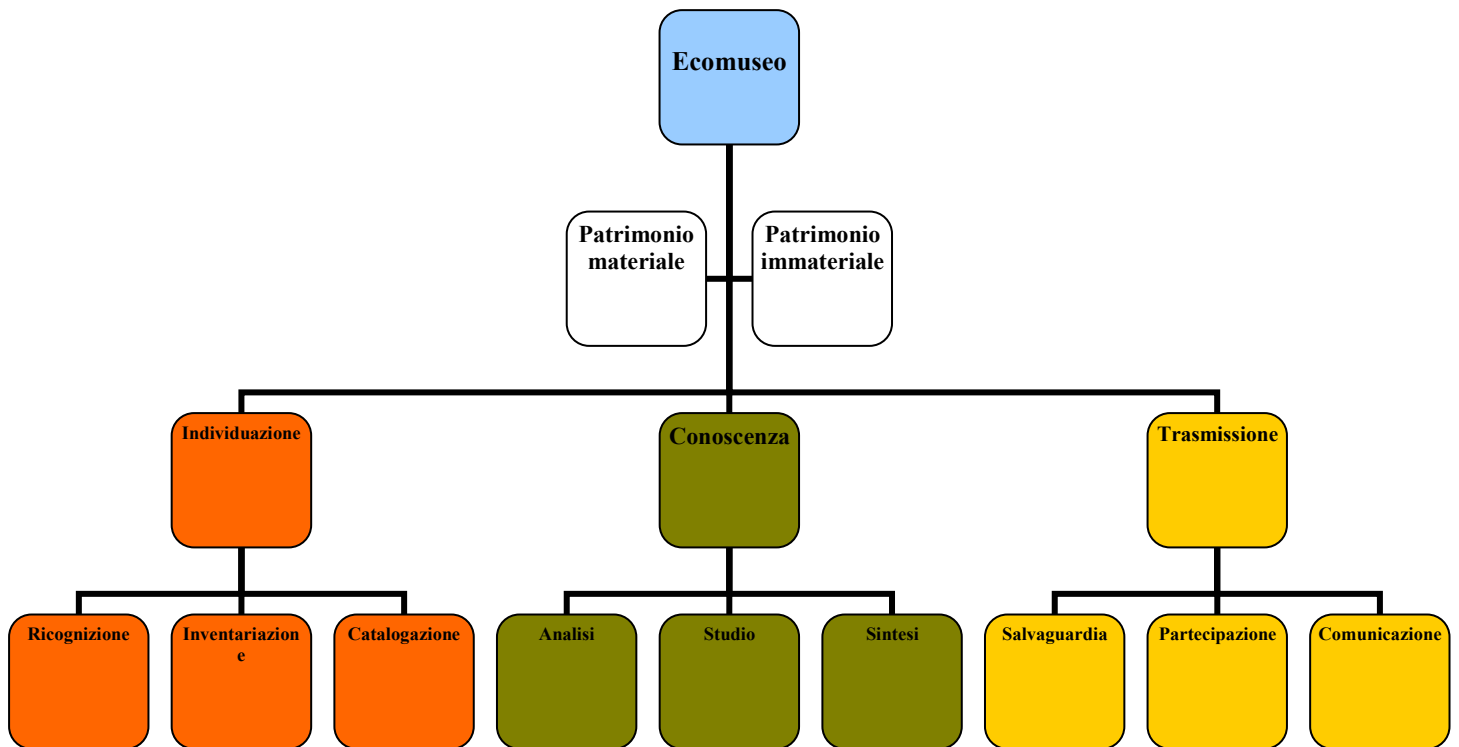 Ecomuseo
Patrimonio
materiale
Patrimonio
immateriale
Individuazione
Conoscenza
Trasmissione
Ricognizione
Inventariazion
e
Catalogazione
Analisi
Studio
Sintesi
Salvaguardia
Partecipazione
Comunicazione